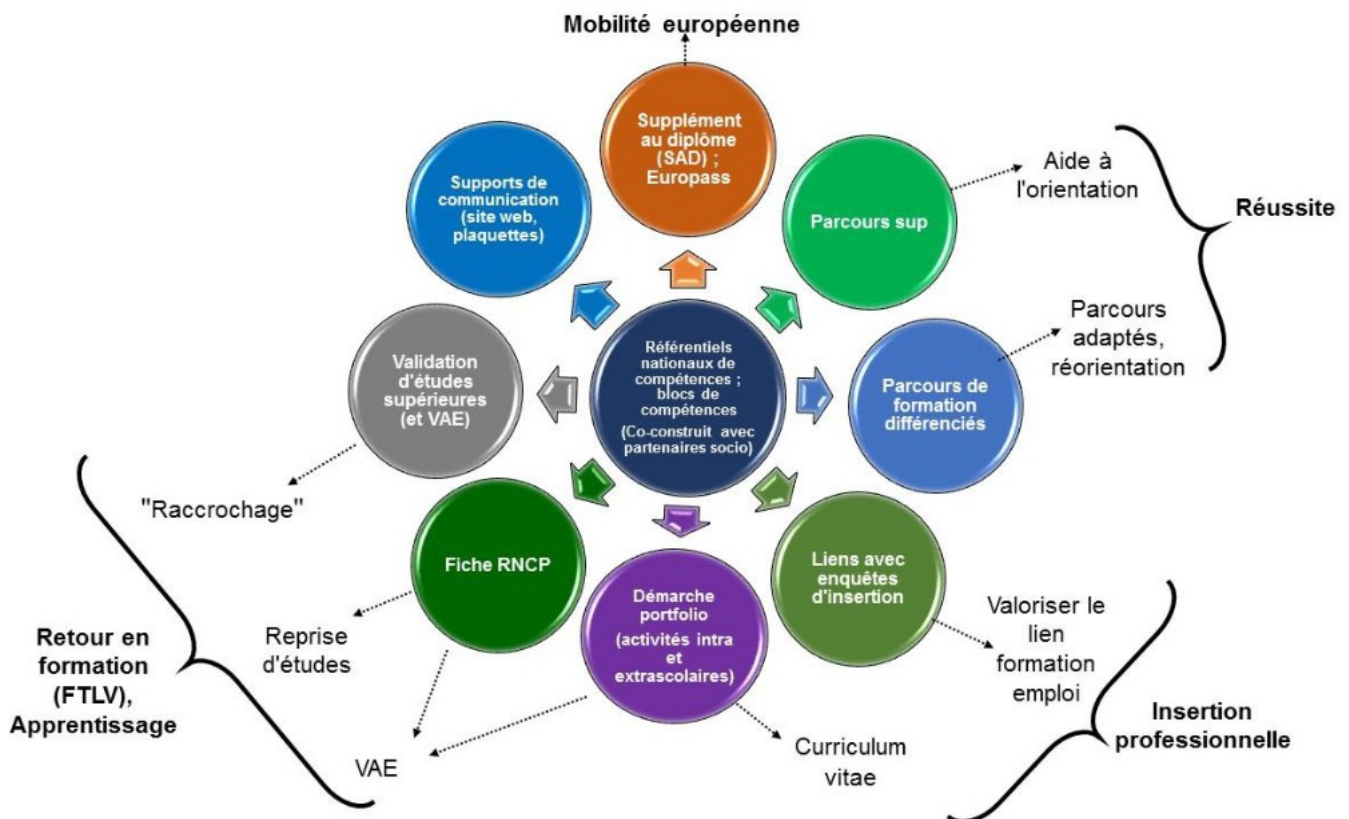 Mobilité européenne
Supplément
au diplôme
(SAD) ;
Europass
Supports de
communication
(site web,
plaquettes)
Parcours sup
Aide à
l'orientation
Réussite
Parcours
adaptés,
réorientation
Validation
d'études
supérieures
(et VAE)
Référentiels
nationaux de
compétences ;
blocs de
compétences
(Co-construit avec
partenaires socio)
Parcours de
formation
différenciés
"Raccrochage"
Fiche RNCP
Démarche
portfolio
(activités intra
et
extrascolaires)
Liens avec
enquêtes
d'insertion
Valoriser le
lien
formation
emploi
Retour en
formation
(FTLV),
Apprentissage
Reprise
d'études
VAE
Curriculum
vitae
Insertion
professionnelle